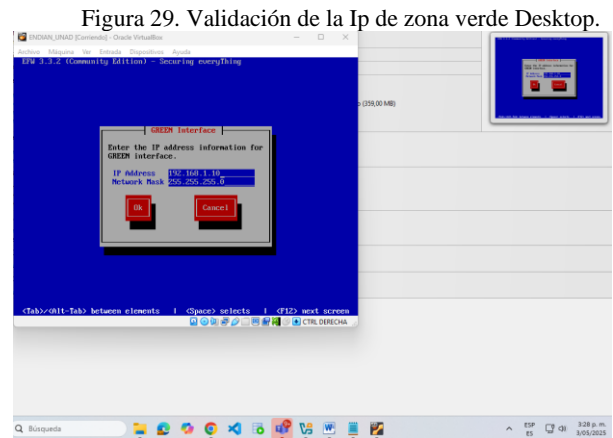 Figura 29. Validación de la Ip de zona verde Desktop.
ENDIAN_UNAD [Corriendo] - Oracle VirtualBox
Archivo Máquina Ver Entrada Dispositivos Ayuda
EFW 3.3.2 (Community Edition) - Securing everyThing
(359,00 MB)
GREEN Interface
Enter the IP address information for
GREEN interface.
IP Address 192.168.1.10_
Network Mask 255.255.255.0
Ok Cancel
<Tab>/<Alt-Tab> between elements | <Space> selects | <F12> next screen
CTRL DERECHA
Búsqueda
ESP
ES
3:28 p. m.
3/05/2025